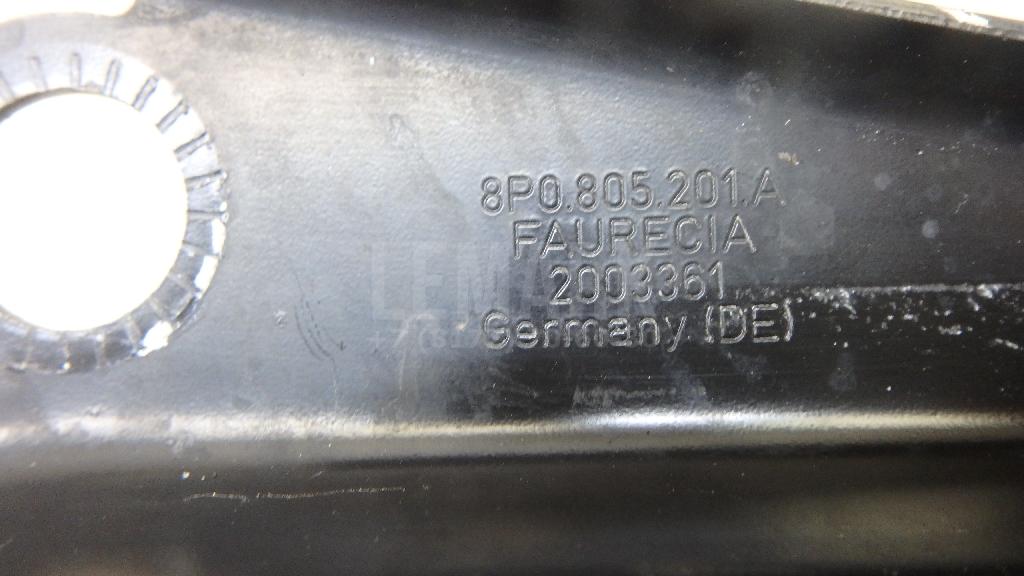 8P0.805.201.A
FAURECIA
2003361
Germany (DE)